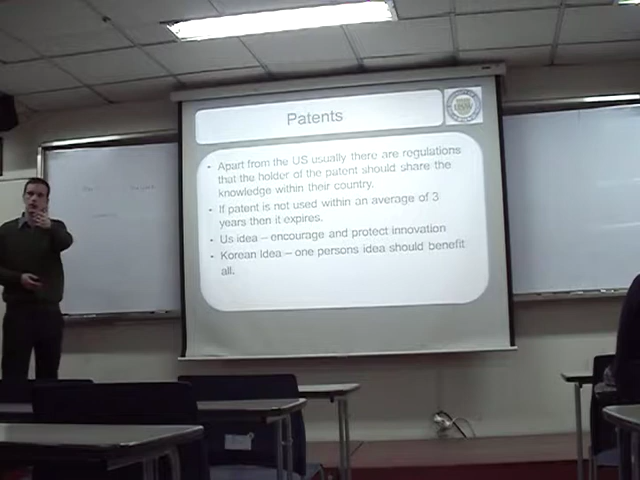 Patents
• Apart from the US usually there are regulations
that the holder of the patent should share the
knowledge within their country.
• If patent is not used within an average of 3
years then it expires.
• Us idea – encourage and protect innovation
• Korean Idea – one persons idea should benefit
all.